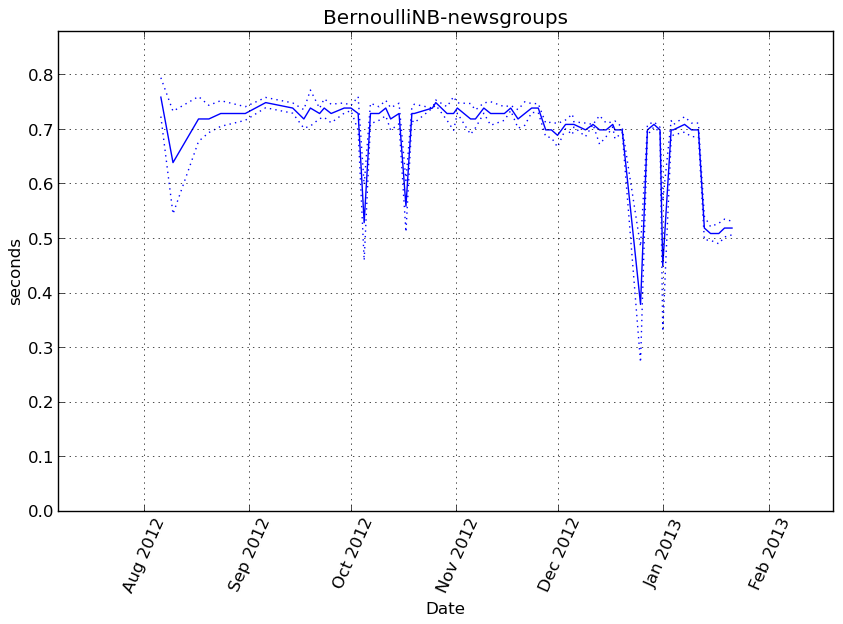 BernoulliNB-newsgroups
0.8
0.7
0.6
0.5
0.4
0.3
0.2
0.1
0.0
seconds
Aug 2012
Sep 2012
Oct 2012
Nov 2012
Dec 2012
Jan 2013
Feb 2013
Date